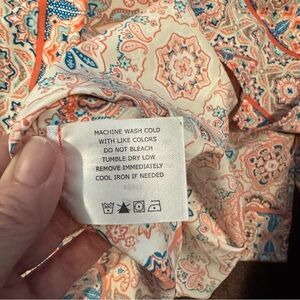 MACHINE WASH COLD
WITH LIKE COLORS
DO NOT BLEACH
TUMBLE DRY LOW
REMOVE IMMEDIATELY
COOL IRON IF NEEDED